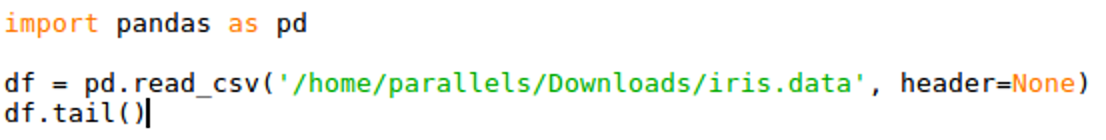 import pandas as pd
df = pd.read_csv('/home/parallels/Downloads/iris.data', header=None)
df.tail()